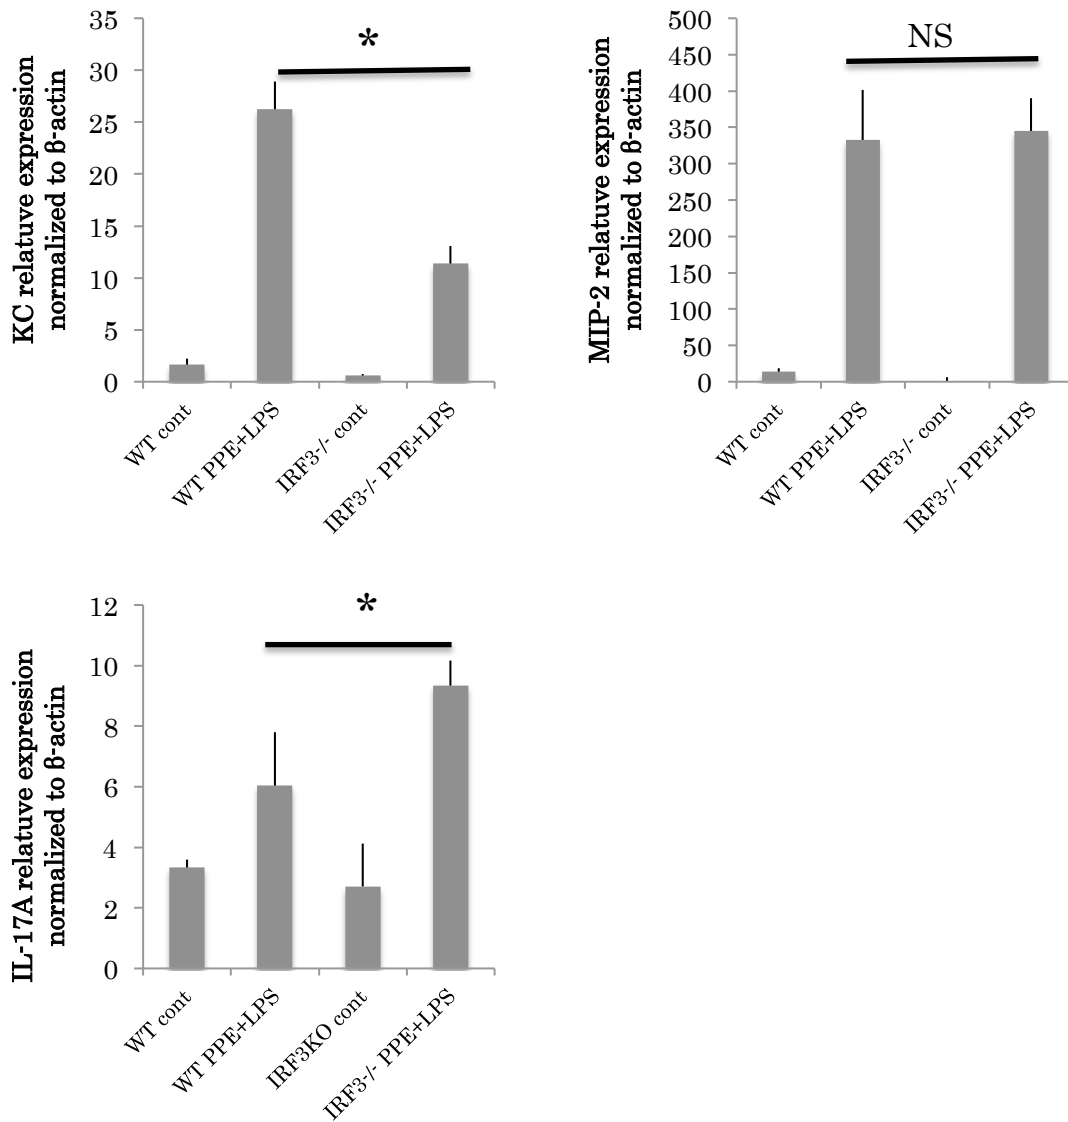 KC relatuve expression
normalized to ß-actin
35
30
25
20
15
10
5
0
*
WT cont
WT PPE+LPS
IRF3-/- cont
IRF3-/- PPE+LPS
MIP-2 relatuve expression
normalized to ß-actin
500
450
400
350
300
250
200
150
100
50
0
NS
WT cont
WT PPE+LPS
IRF3-/- cont
IRF3-/- PPE+LPS
IL-17A relatuve expression
normalized to ß-actin
12
10
8
6
4
2
0
*
WT cont
WT PPE+LPS
IRF3KO cont
IRF3-/- PPE+LPS